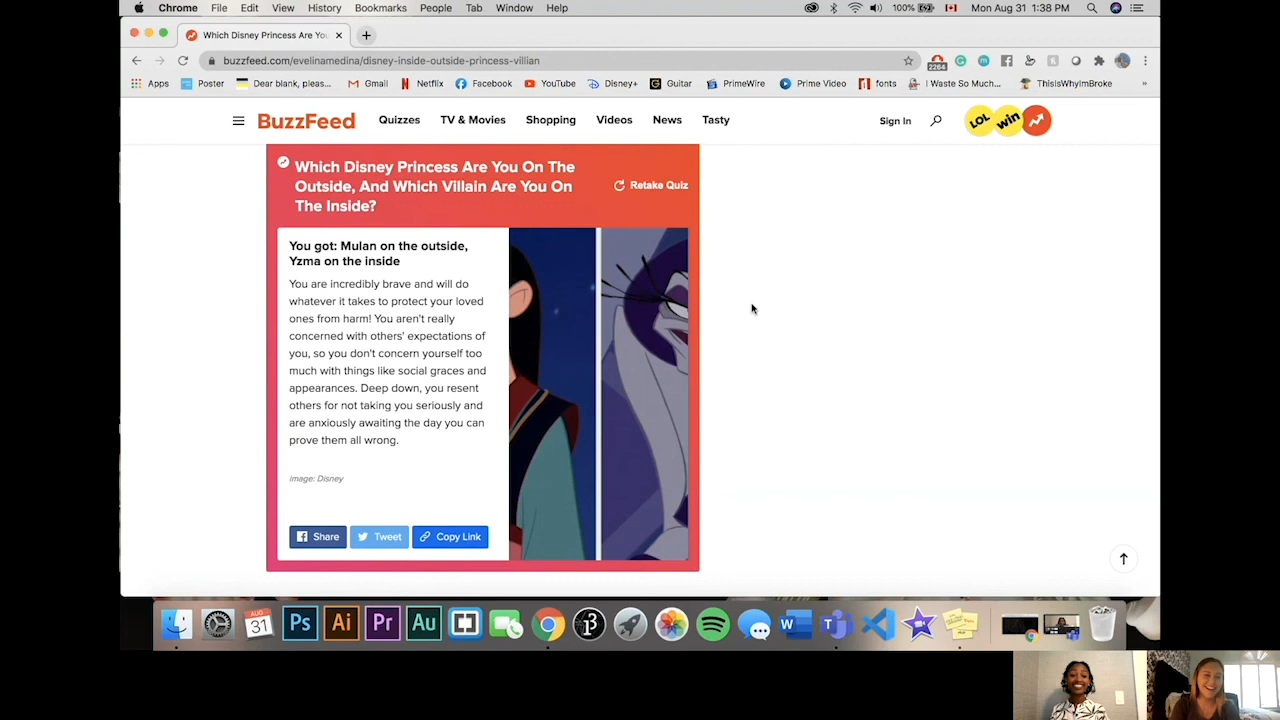 Chrome File Edit View History Bookmarks People Tab Window Help 100% Mon Aug 31 1:38 PM
Which Disney Princess Are You
buzzfeed.com/evelinamedina/disney-inside-outside-princess-villian
2264
Apps Poster Dear blank, pleas... Gmail Netflix Facebook YouTube Disney+ Guitar PrimeWire Prime Video fonts I Waste So Much... ThisIsWhyImBroke »
BuzzFeed Quizzes TV & Movies Shopping Videos News Tasty Sign In LOL win
Which Disney Princess Are You On The
Outside, And Which Villain Are You On
The Inside?
Retake Quiz
You got: Mulan on the outside,
Yzma on the inside
You are incredibly brave and will do
whatever it takes to protect your loved
ones from harm! You aren't really
concerned with others' expectations of
you, so you don't concern yourself too
much with things like social graces and
appearances. Deep down, you resent
others for not taking you seriously and
are anxiously awaiting the day you can
prove them all wrong.
Image: Disney
Share Tweet Copy Link
AUG
31 Ps Ai Pr Au W T